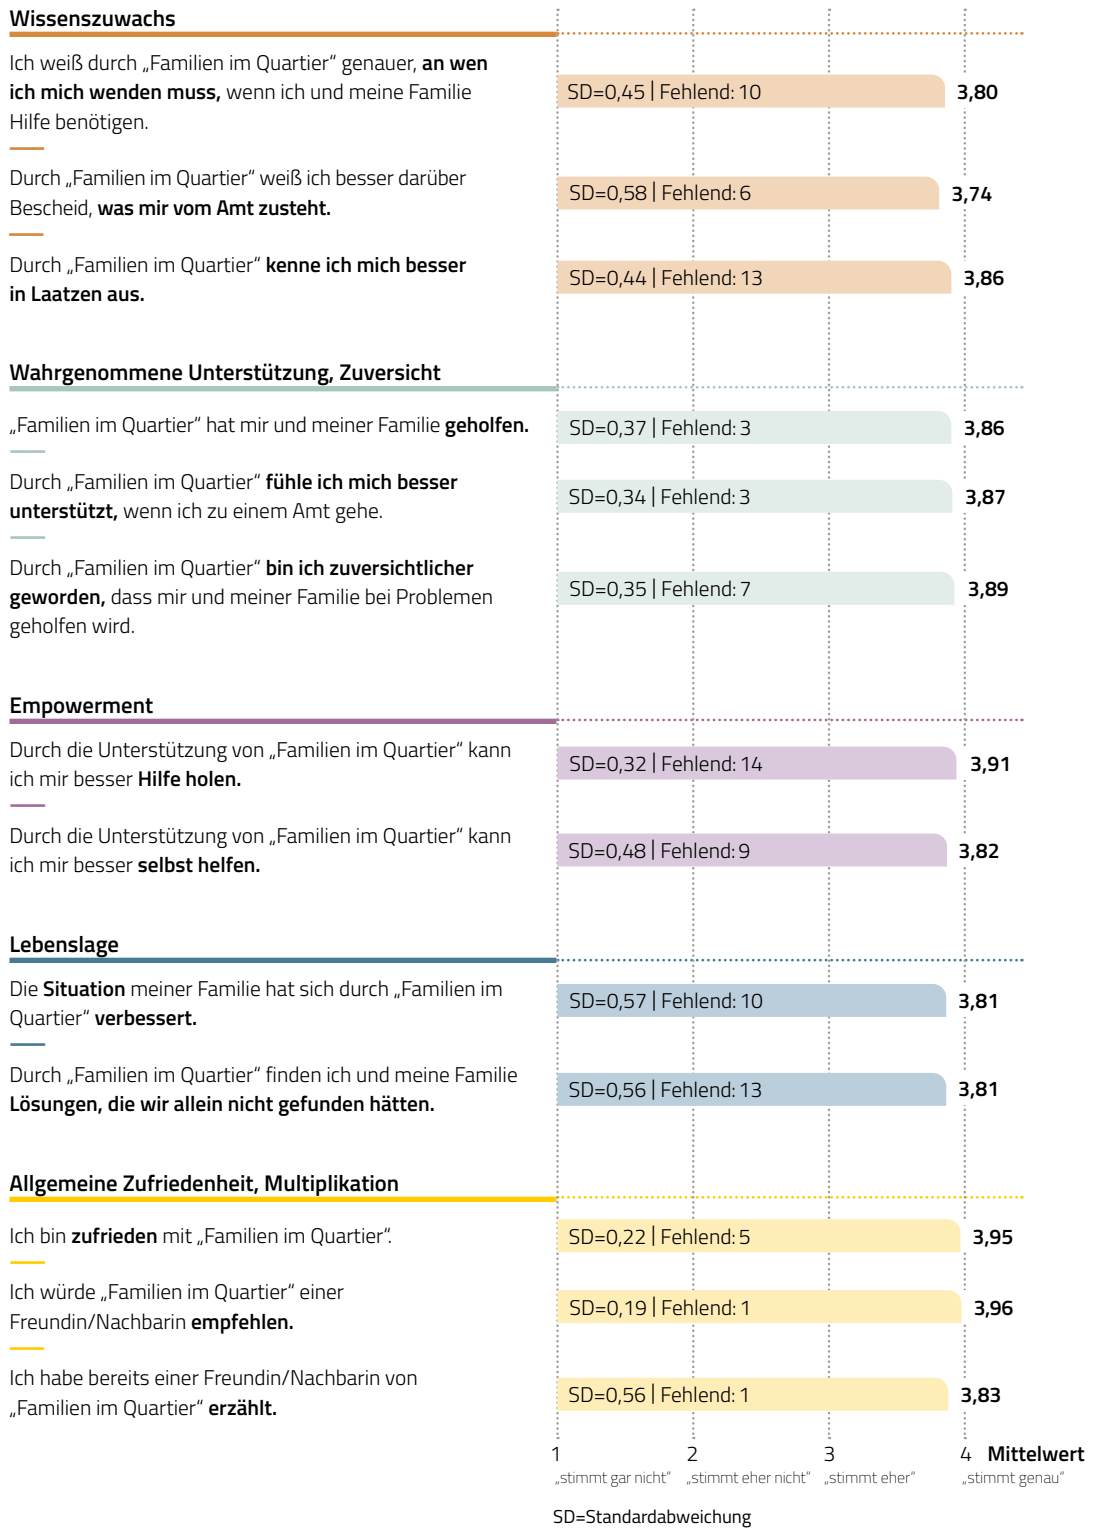 Wissenszuwachs
Ich weiß durch „Familien im Quartier“ genauer, an wen
ich mich wenden muss, wenn ich und meine Familie
Hilfe benötigen.
SD=0,45 | Fehlend: 10
3,80
Durch „Familien im Quartier“ weiß ich besser darüber
Bescheid, was mir vom Amt zusteht.
SD=0,58 | Fehlend: 6
3,74
Durch „Familien im Quartier“ kenne ich mich besser
in Laatzen aus.
SD=0,44 | Fehlend: 13
3,86
Wahrgenommene Unterstützung, Zuversicht
„Familien im Quartier“ hat mir und meiner Familie geholfen.
SD=0,37 | Fehlend: 3
3,86
Durch „Familien im Quartier“ fühle ich mich besser
unterstützt, wenn ich zu einem Amt gehe.
SD=0,34 | Fehlend: 3
3,87
Durch „Familien im Quartier“ bin ich zuversichtlicher
geworden, dass mir und meiner Familie bei Problemen
geholfen wird.
SD=0,35 | Fehlend: 7
3,89
Empowerment
Durch die Unterstützung von „Familien im Quartier“ kann
ich mir besser Hilfe holen.
SD=0,32 | Fehlend: 14
3,91
Durch die Unterstützung von „Familien im Quartier“ kann
ich mir besser selbst helfen.
SD=0,48 | Fehlend: 9
3,82
Lebenslage
Die Situation meiner Familie hat sich durch „Familien im
Quartier“ verbessert.
SD=0,57 | Fehlend: 10
3,81
Durch „Familien im Quartier“ finden ich und meine Familie
Lösungen, die wir allein nicht gefunden hätten.
SD=0,56 | Fehlend: 13
3,81
Allgemeine Zufriedenheit, Multiplikation
Ich bin zufrieden mit „Familien im Quartier“.
SD=0,22 | Fehlend: 5
3,95
Ich würde „Familien im Quartier“ einer
Freundin/Nachbarin empfehlen.
SD=0,19 | Fehlend: 1
3,96
Ich habe bereits einer Freundin/Nachbarin von
„Familien im Quartier“ erzählt.
SD=0,56 | Fehlend: 1
3,83
1 2 3 4 Mittelwert
„stimmt gar nicht“ „stimmt eher nicht“ „stimmt eher“ „stimmt genau“
SD=Standardabweichung